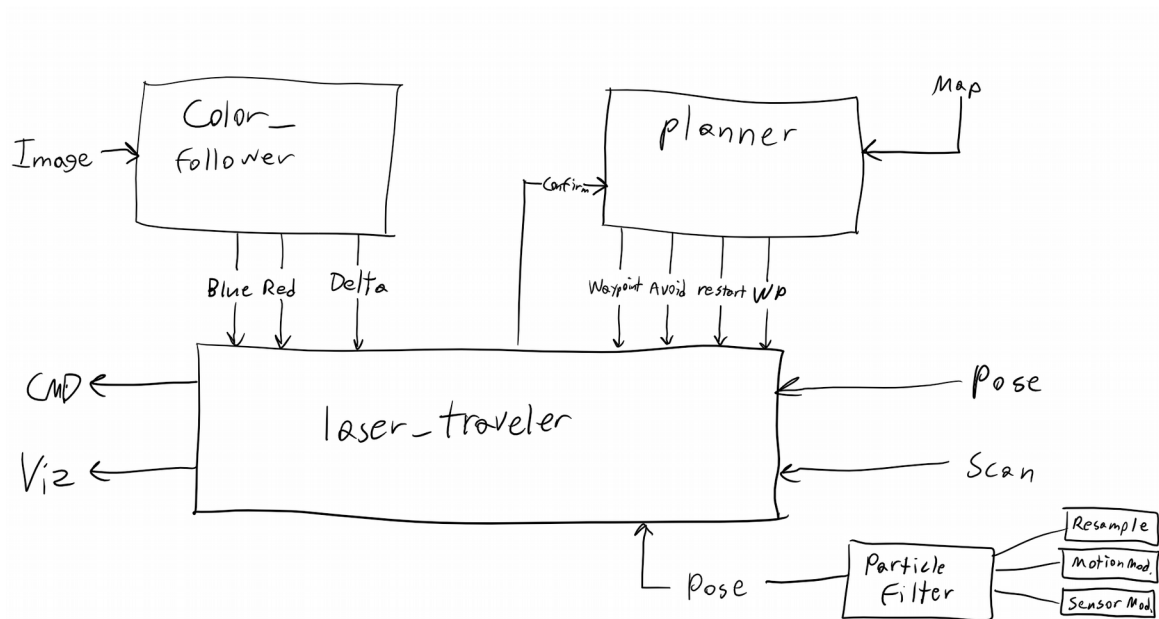 Color_
follower
Image
planner
Map
Confirm
Blue Red Delta
Waypoint Avoid restart WP
CMD
laser_traveler
Pose
Viz
Scan
Pose
Particle
Filter
Resample
Motion Mod.
Sensor Mod.